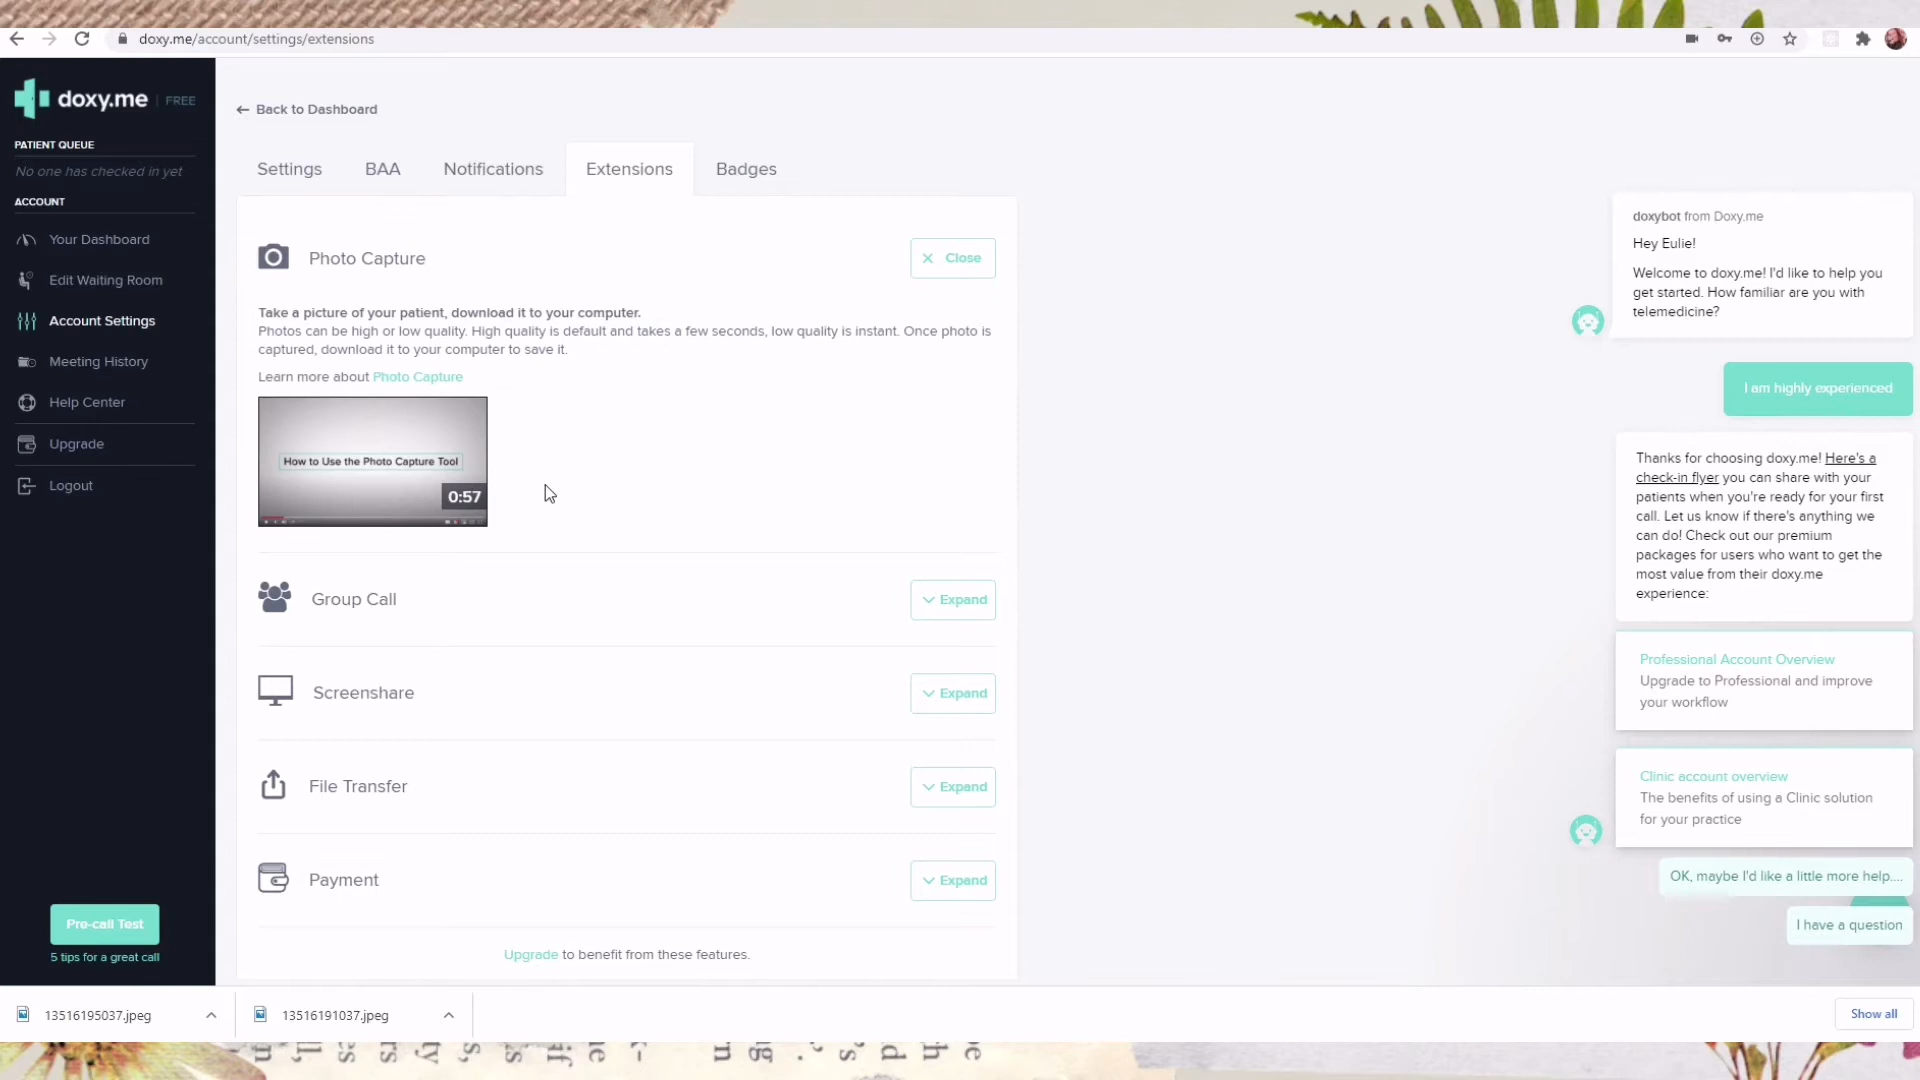 doxy.me/account/settings/extensions
doxy.me | FREE
PATIENT QUEUE
No one has checked in yet
ACCOUNT
Your Dashboard
Edit Waiting Room
Account Settings
Meeting History
Help Center
Upgrade
Logout
Pre-call Test
5 tips for a great call
Back to Dashboard
Settings
BAA
Notifications
Extensions
Badges
Photo Capture
Close
Take a picture of your patient, download it to your computer.
Photos can be high or low quality. High quality is default and takes a few seconds, low quality is instant. Once photo is
captured, download it to your computer to save it.
Learn more about Photo Capture
How to Use the Photo Capture Tool
0:57
Group Call
Expand
Screenshare
Expand
File Transfer
Expand
Payment
Expand
Upgrade to benefit from these features.
doxybot from Doxy.me
Hey Eulie!
Welcome to doxy.me! I'd like to help you
get started. How familiar are you with
telemedicine?
I am highly experienced
Thanks for choosing doxy.me! Here's a
check-in flyer you can share with your
patients when you're ready for your first
call. Let us know if there's anything we
can do! Check out our premium
packages for users who want to get the
most value from their doxy.me
experience:
Professional Account Overview
Upgrade to Professional and improve
your workflow
Clinic account overview
The benefits of using a Clinic solution
for your practice
OK, maybe I'd like a little more help....
I have a question
13516195037.jpeg
13516191037.jpeg
Show all